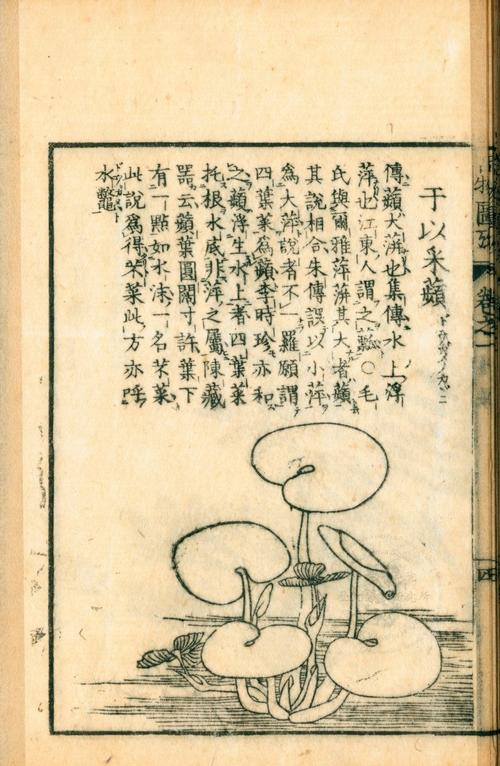 于以采蘋
傳蘋大蓱也集傳水上浮
萍也江東人謂之薸○毛
氏與爾雅萍蓱其大者蘋
其說相合朱傳誤以小萍
為大萍說者不一羅願謂
四葉菜為蘋李時珍亦和
之蘋浮生水上者四葉菜
托根水底非萍之屬陳藏
器云蘋葉圓闊寸許葉下
有一點如水沫一名芣菜
此說為得芣菜此方亦呼
水鼈
卷之一
四